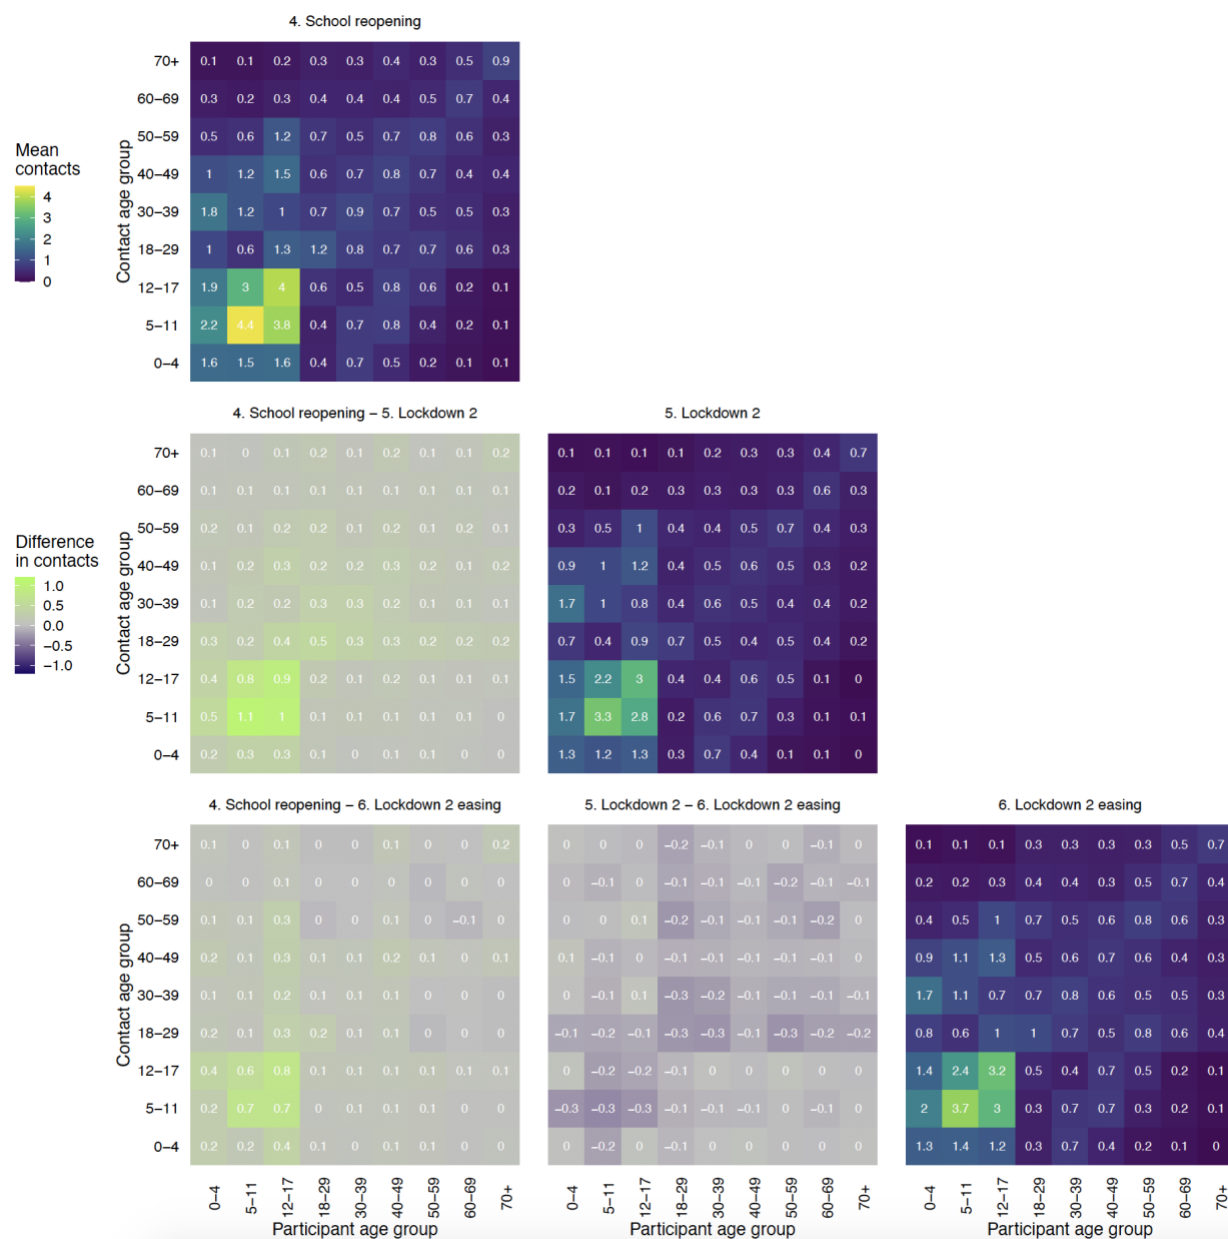 4. School reopening
70+ 0.1 0.1 0.2 0.3 0.3 0.4 0.3 0.5 0.9
60–69 0.3 0.2 0.3 0.4 0.4 0.4 0.5 0.7 0.4
50–59 0.5 0.6 1.2 0.7 0.5 0.7 0.8 0.6 0.3
40–49 1 1.2 1.5 0.6 0.7 0.8 0.7 0.4 0.4
30–39 1.8 1.2 1 0.7 0.9 0.7 0.5 0.5 0.3
18–29 1 0.6 1.3 1.2 0.8 0.7 0.7 0.6 0.3
12–17 1.9 3 4 0.6 0.5 0.8 0.6 0.2 0.1
5–11 2.2 4.4 3.8 0.4 0.7 0.8 0.4 0.2 0.1
0–4 1.6 1.5 1.6 0.4 0.7 0.5 0.2 0.1 0.1
Contact age group
Mean
contacts
4
3
2
1
0
4. School reopening – 5. Lockdown 2
70+ 0.1 0 0.1 0.2 0.1 0.2 0.1 0.1 0.2
60–69 0.1 0.1 0.1 0.1 0.1 0.1 0.1 0.1 0.1
50–59 0.2 0.1 0.2 0.2 0.1 0.2 0.1 0.2 0.1
40–49 0.1 0.2 0.3 0.2 0.2 0.3 0.2 0.1 0.2
30–39 0.1 0.2 0.2 0.3 0.3 0.2 0.1 0.1 0.1
18–29 0.3 0.2 0.4 0.5 0.3 0.3 0.2 0.2 0.2
12–17 0.4 0.8 0.9 0.2 0.1 0.2 0.1 0.1 0
5–11 0.5 1.1 1 0.1 0.1 0.1 0.1 0.1 0
0–4 0.2 0.3 0.3 0.1 0 0.1 0.1 0 0
Contact age group
Difference
in contacts
1.0
0.5
0.0
−0.5
−1.0
5. Lockdown 2
0.1 0.1 0.1 0.1 0.2 0.3 0.3 0.4 0.7
0.2 0.1 0.2 0.3 0.3 0.3 0.3 0.6 0.3
0.3 0.5 1 0.4 0.4 0.5 0.7 0.4 0.3
0.9 1 1.2 0.4 0.5 0.6 0.5 0.3 0.2
1.7 1 0.8 0.4 0.6 0.5 0.4 0.4 0.2
0.7 0.4 0.9 0.7 0.5 0.4 0.5 0.4 0.2
1.5 2.2 3 0.4 0.4 0.6 0.5 0.1 0
1.7 3.3 2.8 0.2 0.6 0.7 0.3 0.1 0.1
1.3 1.2 1.3 0.3 0.7 0.4 0.1 0.1 0
4. School reopening – 6. Lockdown 2 easing
70+ 0.1 0 0.1 0 0 0.1 0 0 0.2
60–69 0 0 0.1 0 0 0 0 0 0
50–59 0.1 0.1 0.3 0 0 0.1 0 −0.1 0
40–49 0.2 0.1 0.3 0.1 0.1 0.2 0.1 0 0.1
30–39 0.1 0.1 0.2 0.1 0.1 0.1 0 0 0
18–29 0.2 0.1 0.3 0.2 0.1 0.1 0 0 0
12–17 0.4 0.6 0.8 0.1 0.1 0.1 0.1 0.1 0.1
5–11 0.2 0.7 0.7 0 0.1 0.1 0.1 0 0
0–4 0.2 0.2 0.4 0.1 0 0.1 0.1 0 0
0–4 5–11 12–17 18–29 30–39 40–49 50–59 60–69 70+
Contact age group
Participant age group
5. Lockdown 2 – 6. Lockdown 2 easing
0 0 0 −0.2 −0.1 0 0 −0.1 0
0 −0.1 0 −0.1 −0.1 −0.1 −0.2 −0.1 −0.1
0 0 0.1 −0.2 −0.1 −0.1 −0.1 −0.2 0
0.1 −0.1 0 −0.1 −0.1 −0.1 −0.1 −0.1 0
0 −0.1 0.1 −0.3 −0.2 −0.1 −0.1 −0.1 −0.1
−0.1 −0.2 −0.1 −0.3 −0.3 −0.1 −0.3 −0.2 −0.2
0 −0.2 −0.2 −0.1 0 0 0 −0.1 0
−0.3 −0.3 −0.3 −0.1 −0.1 −0.1 0 −0.1 0
0 −0.2 0 −0.1 0 0 0 0 0
0–4 5–11 12–17 18–29 30–39 40–49 50–59 60–69 70+
Participant age group
6. Lockdown 2 easing
0.1 0.1 0.1 0.3 0.3 0.3 0.3 0.5 0.7
0.2 0.2 0.3 0.4 0.4 0.3 0.5 0.7 0.4
0.4 0.5 1 0.7 0.5 0.6 0.8 0.6 0.3
0.9 1.1 1.3 0.5 0.6 0.7 0.6 0.4 0.3
1.7 1.1 0.7 0.7 0.8 0.6 0.5 0.5 0.3
0.8 0.6 1 1 0.7 0.5 0.8 0.6 0.4
1.4 2.4 3.2 0.5 0.4 0.7 0.5 0.2 0.1
2 3.7 3 0.3 0.7 0.7 0.3 0.2 0.1
1.3 1.4 1.2 0.3 0.7 0.4 0.2 0.1 0
0–4 5–11 12–17 18–29 30–39 40–49 50–59 60–69 70+
Participant age group